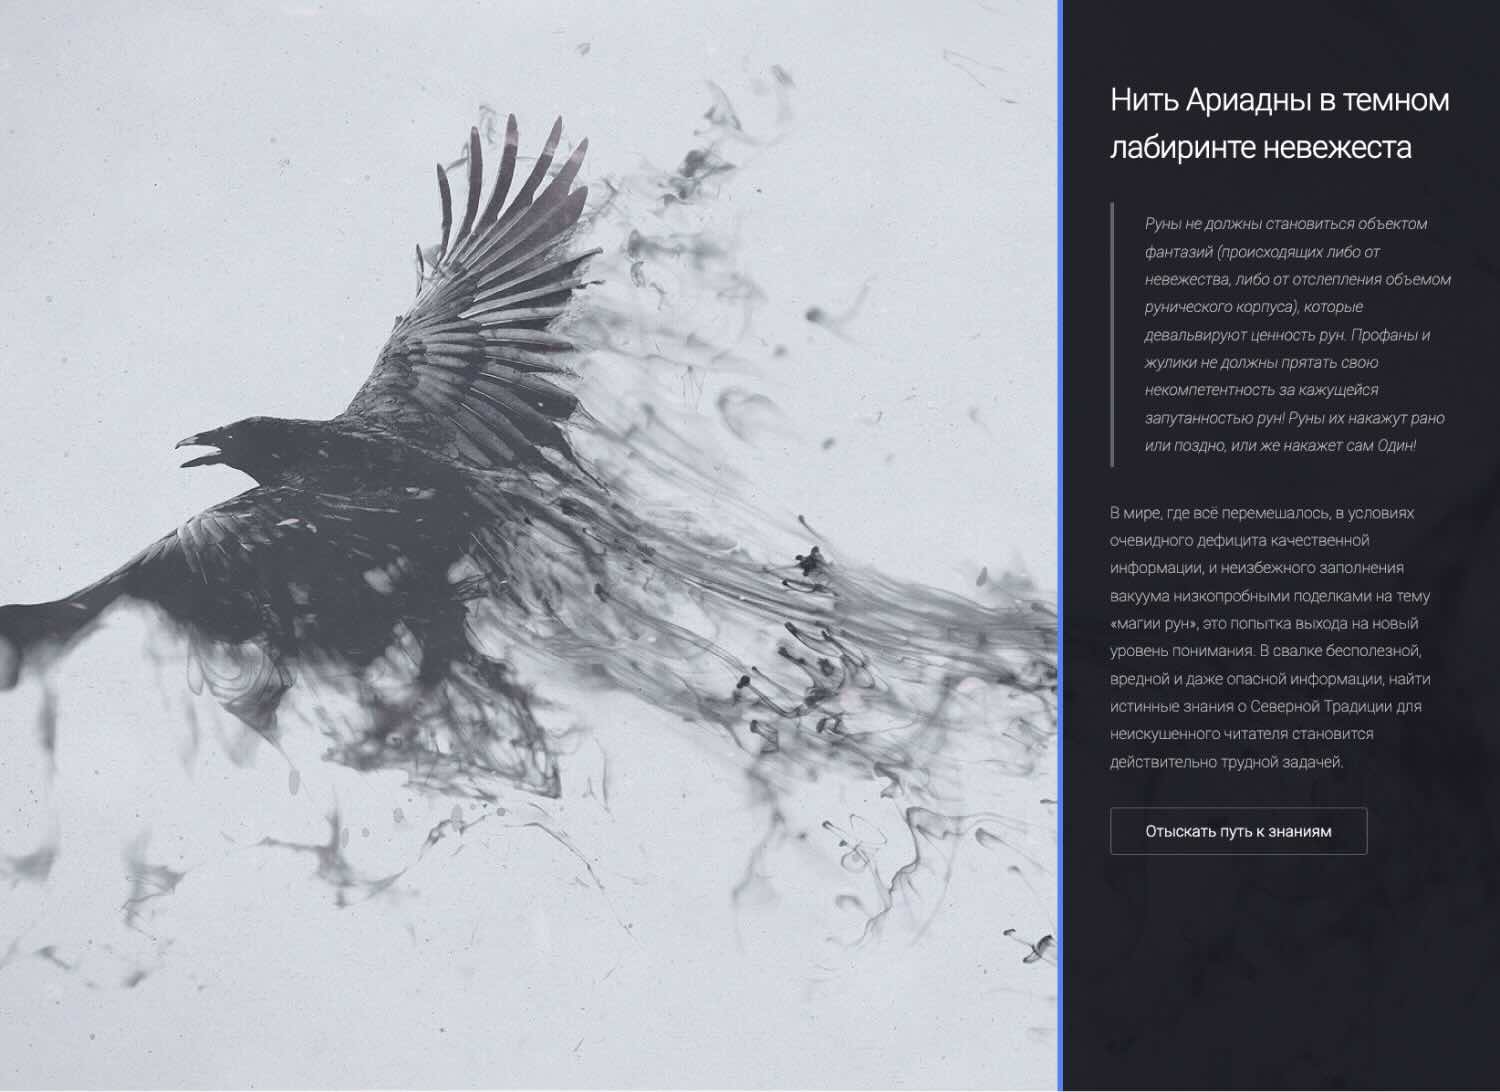 Нить Ариадны в темном
лабиринте невежеста
Руны не должны становиться объектом
фантазий (происходящих либо от
невежества, либо от отслепления объемом
рунического корпуса), которые
девальвируют ценность рун. Профаны и
жулики не должны прятать свою
некомпетентность за кажущейся
запутанностью рун! Руны их накажут рано
или поздно, или же накажет сам Один!
В мире, где всё перемешалось, в условиях
очевидного дефицита качественной
информации, и неизбежного заполнения
вакуума низкопробными поделками на тему
«магии рун», это попытка выхода на новый
уровень понимания. В свалке бесполезной,
вредной и даже опасной информации, найти
истинные знания о Северной Традиции для
неискушенного читателя становится
действительно трудной задачей.
Отыскать путь к знаниям